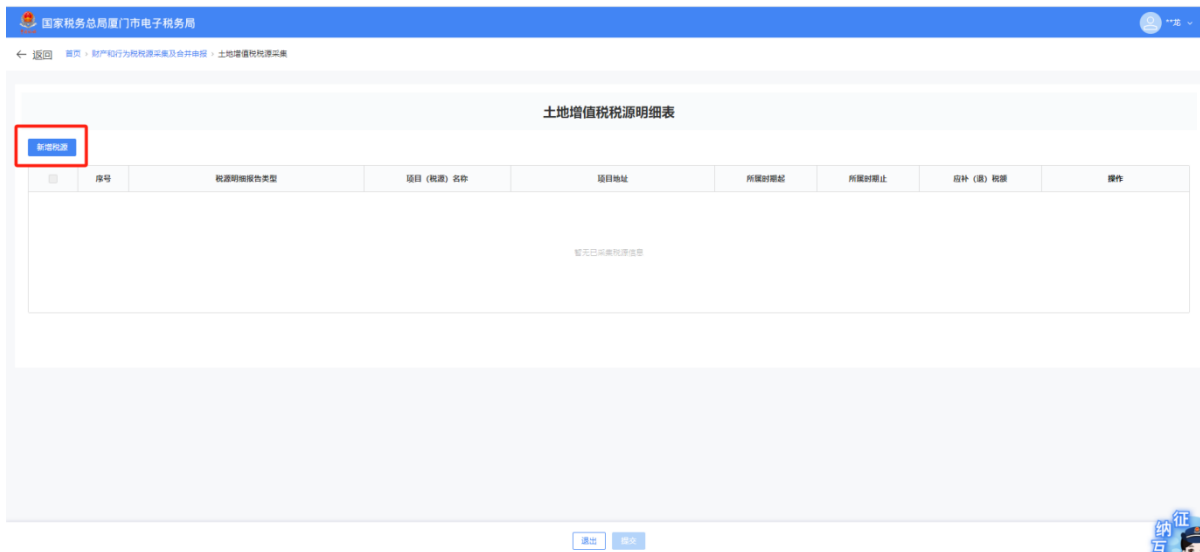 国家税务总局厦门市电子税务局
**龙
← 返回 首页 › 财产和行为税税源采集及合并申报 › 土地增值税税源采集
土地增值税税源明细表
新增税源
序号 税源明细报告类型 项目（税源）名称 项目地址 所属时期起 所属时期止 应补（退）税额 操作
暂无已采集税源信息
退出 提交
征
纳
互